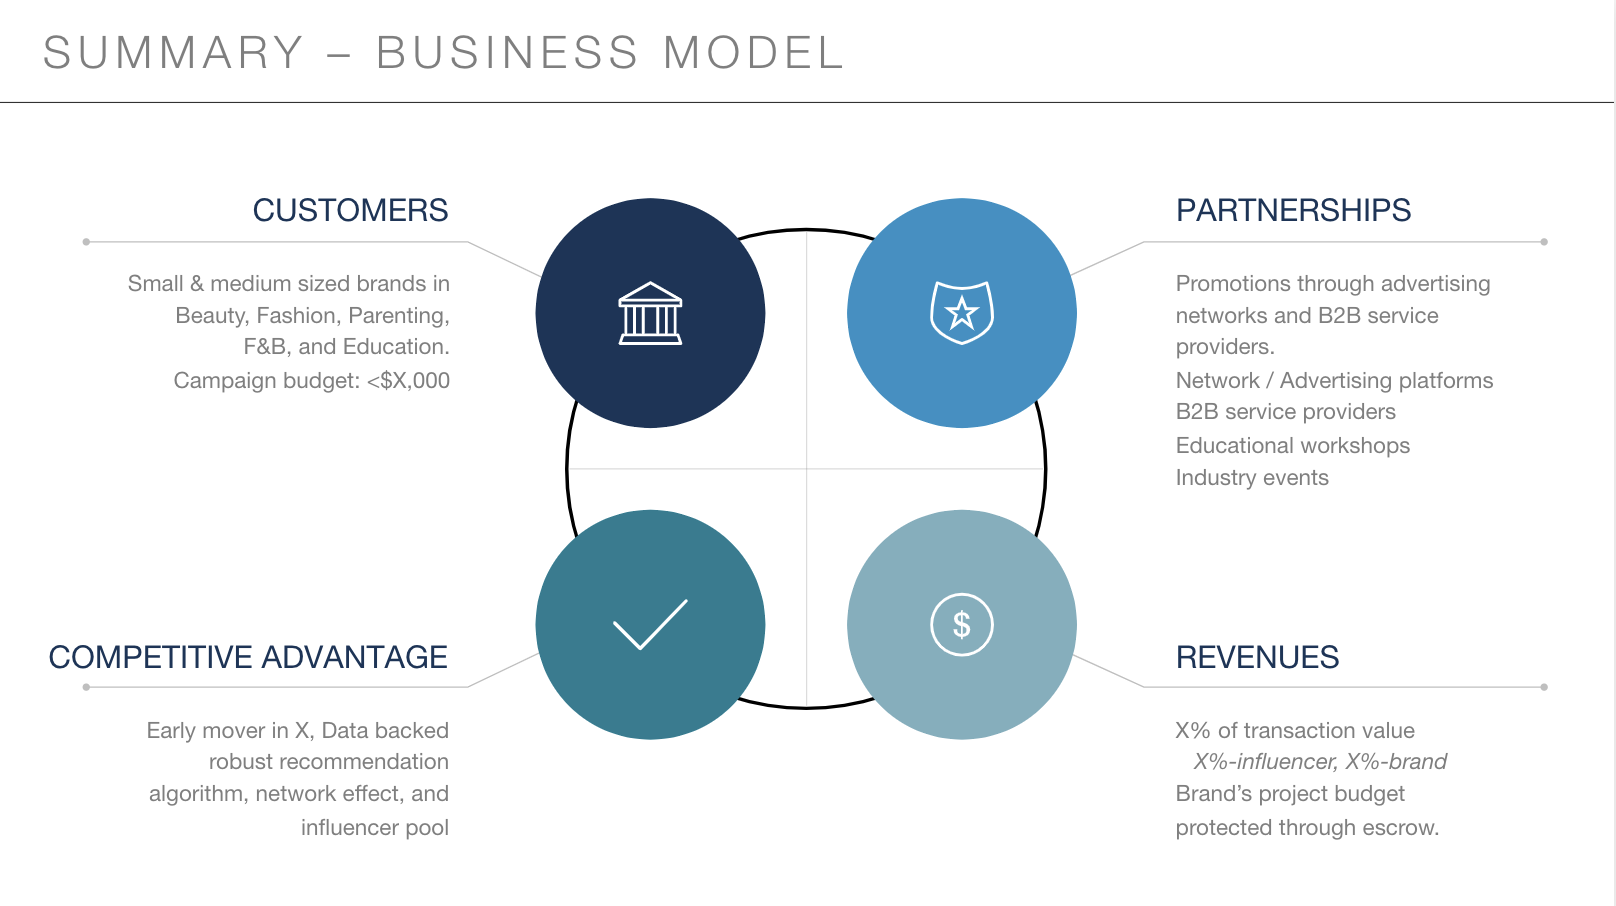 SUMMARY – BUSINESS MODEL
CUSTOMERS
Small & medium sized brands in
Beauty, Fashion, Parenting,
F&B, and Education.
Campaign budget: <$X,000
PARTNERSHIPS
Promotions through advertising
networks and B2B service
providers.
Network / Advertising platforms
B2B service providers
Educational workshops
Industry events
$
COMPETITIVE ADVANTAGE
Early mover in X, Data backed
robust recommendation
algorithm, network effect, and
influencer pool
REVENUES
X% of transaction value
X%-influencer, X%-brand
Brand’s project budget
protected through escrow.